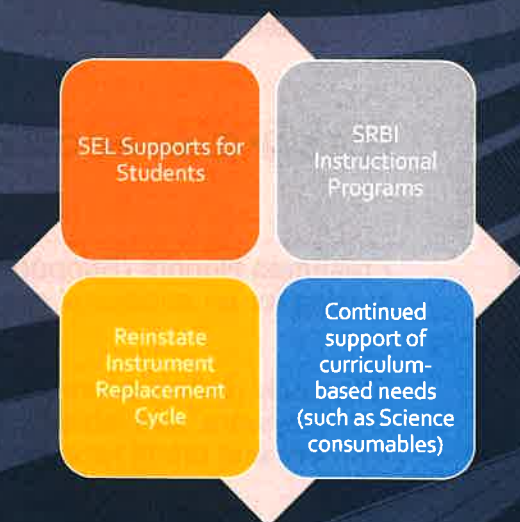 SEL Supports for
Students
SRBI
Instructional
Programs
Reinstate
Instrument
Replacement
Cycle
Continued
support of
curriculum-
based needs
(such as Science
consumables)